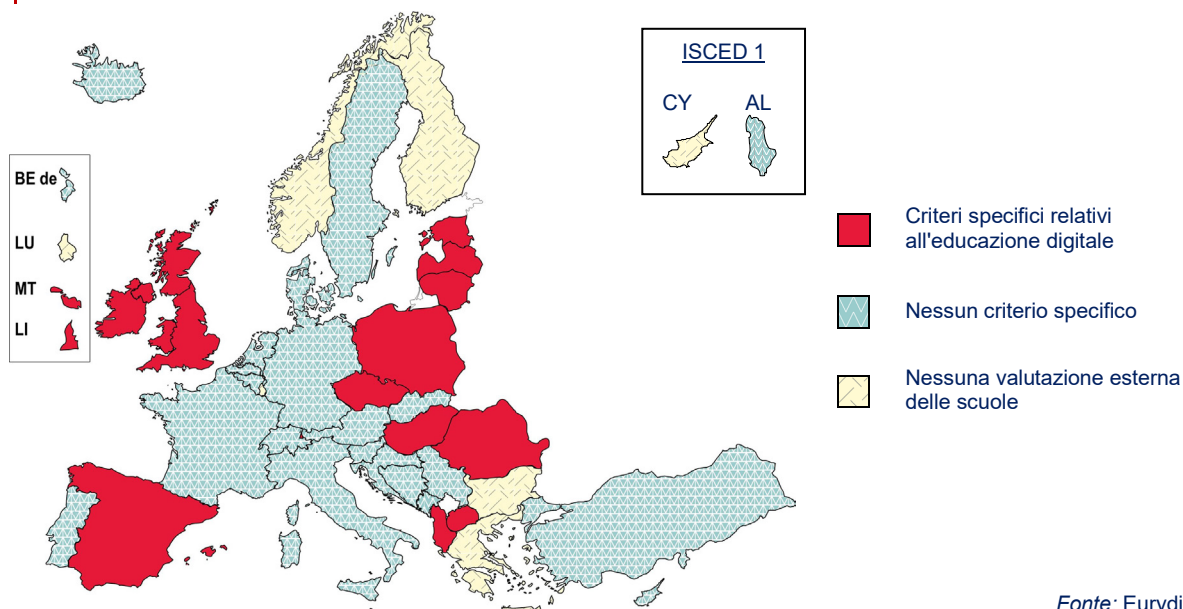 ISCED 1
CY AL
BE de
LU
MT
LI
Criteri specifici relativi
all'educazione digitale
Nessun criterio specifico
Nessuna valutazione esterna
delle scuole
Fonte: Eurydi